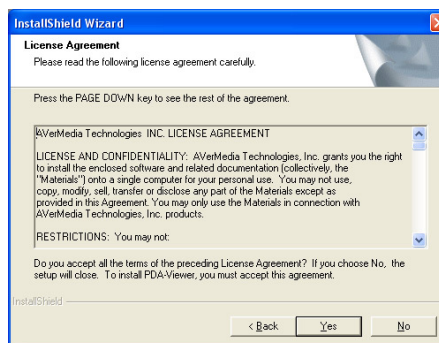 InstallShield Wizard
License Agreement
Please read the following license agreement carefully.
Press the PAGE DOWN key to see the rest of the agreement.
AVerMedia Technologies  INC. LICENSE AGREEMENT
LICENSE AND CONFIDENTIALITY:  AVerMedia Technologies, Inc. grants you the right
to install the enclosed software and related documentation (collectively, the
"Materials") onto a single computer for your personal use.  You may not use,
copy, modify, sell, transfer or disclose any part of the Materials except as
provided in this Agreement. You may only use the Materials in connection with
AVerMedia Technologies, Inc. products.
RESTRICTIONS:  You may not:
Do you accept all the terms of the preceding License Agreement?  If you choose No,  the
setup will close.  To install PDA-Viewer, you must accept this agreement.
InstallShield
< Back Yes No